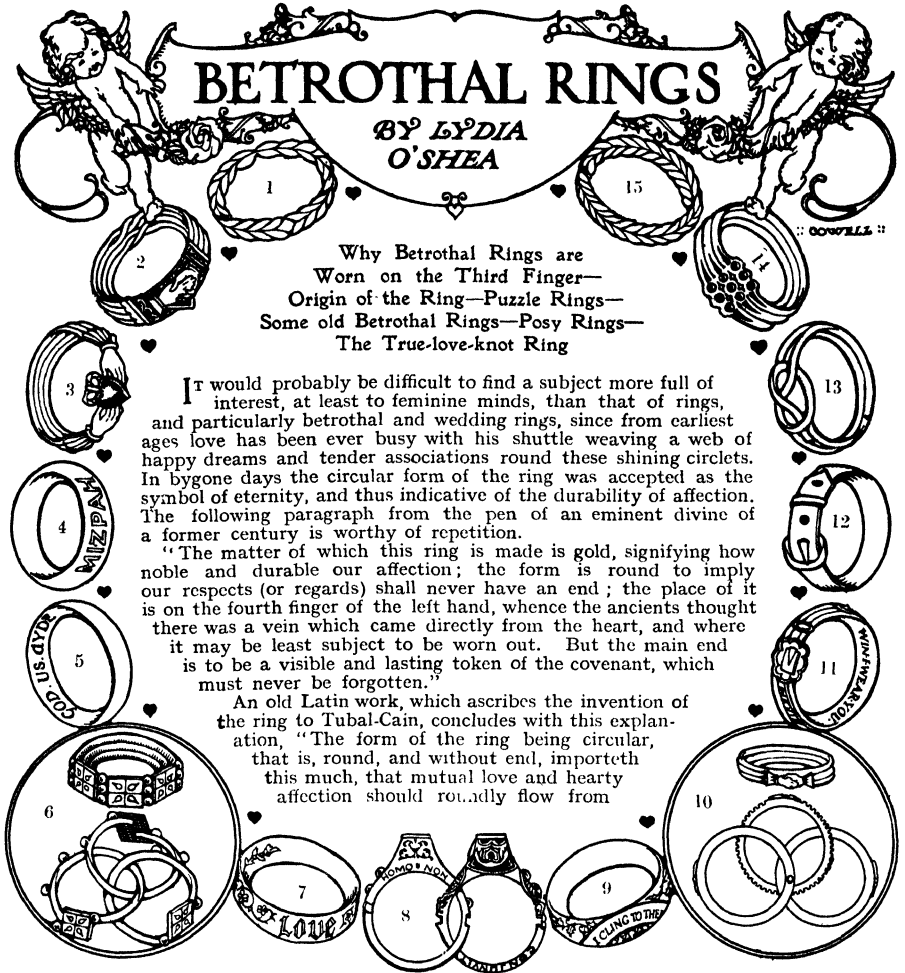 BETROTHAL RINGS
BY LYDIA
O'SHEA
1
15
:: COWELL ::
2
14
Why Betrothal Rings are
Worn on the Third Finger—
Origin of the Ring—Puzzle Rings—
Some old Betrothal Rings—Posy Rings—
The True-love-knot Ring
3
13
It would probably be difficult to find a subject more full of
interest, at least to feminine minds, than that of rings,
and particularly betrothal and wedding rings, since from earliest
ages love has been ever busy with his shuttle weaving a web of
happy dreams and tender associations round these shining circlets.
In bygone days the circular form of the ring was accepted as the
symbol of eternity, and thus indicative of the durability of affection.
The following paragraph from the pen of an eminent divine of
a former century is worthy of repetition.
4
MIZPAH
12
"The matter of which this ring is made is gold, signifying how
noble and durable our affection; the form is round to imply
our respects (or regards) shall never have an end; the place of it
is on the fourth finger of the left hand, whence the ancients thought
there was a vein which came directly from the heart, and where
it may be least subject to be worn out. But the main end
is to be a visible and lasting token of the covenant, which
must never be forgotten."
5
COD. US. dYDE
11
WIN & WEAR YOU
An old Latin work, which ascribes the invention of
the ring to Tubal-Cain, concludes with this explan-
ation, "The form of the ring being circular,
that is, round, and without end, importeth
this much, that mutual love and hearty
affection should roundly flow from
6
10
7
LOVE
8
HOMO NON
9
I CLING TO THE